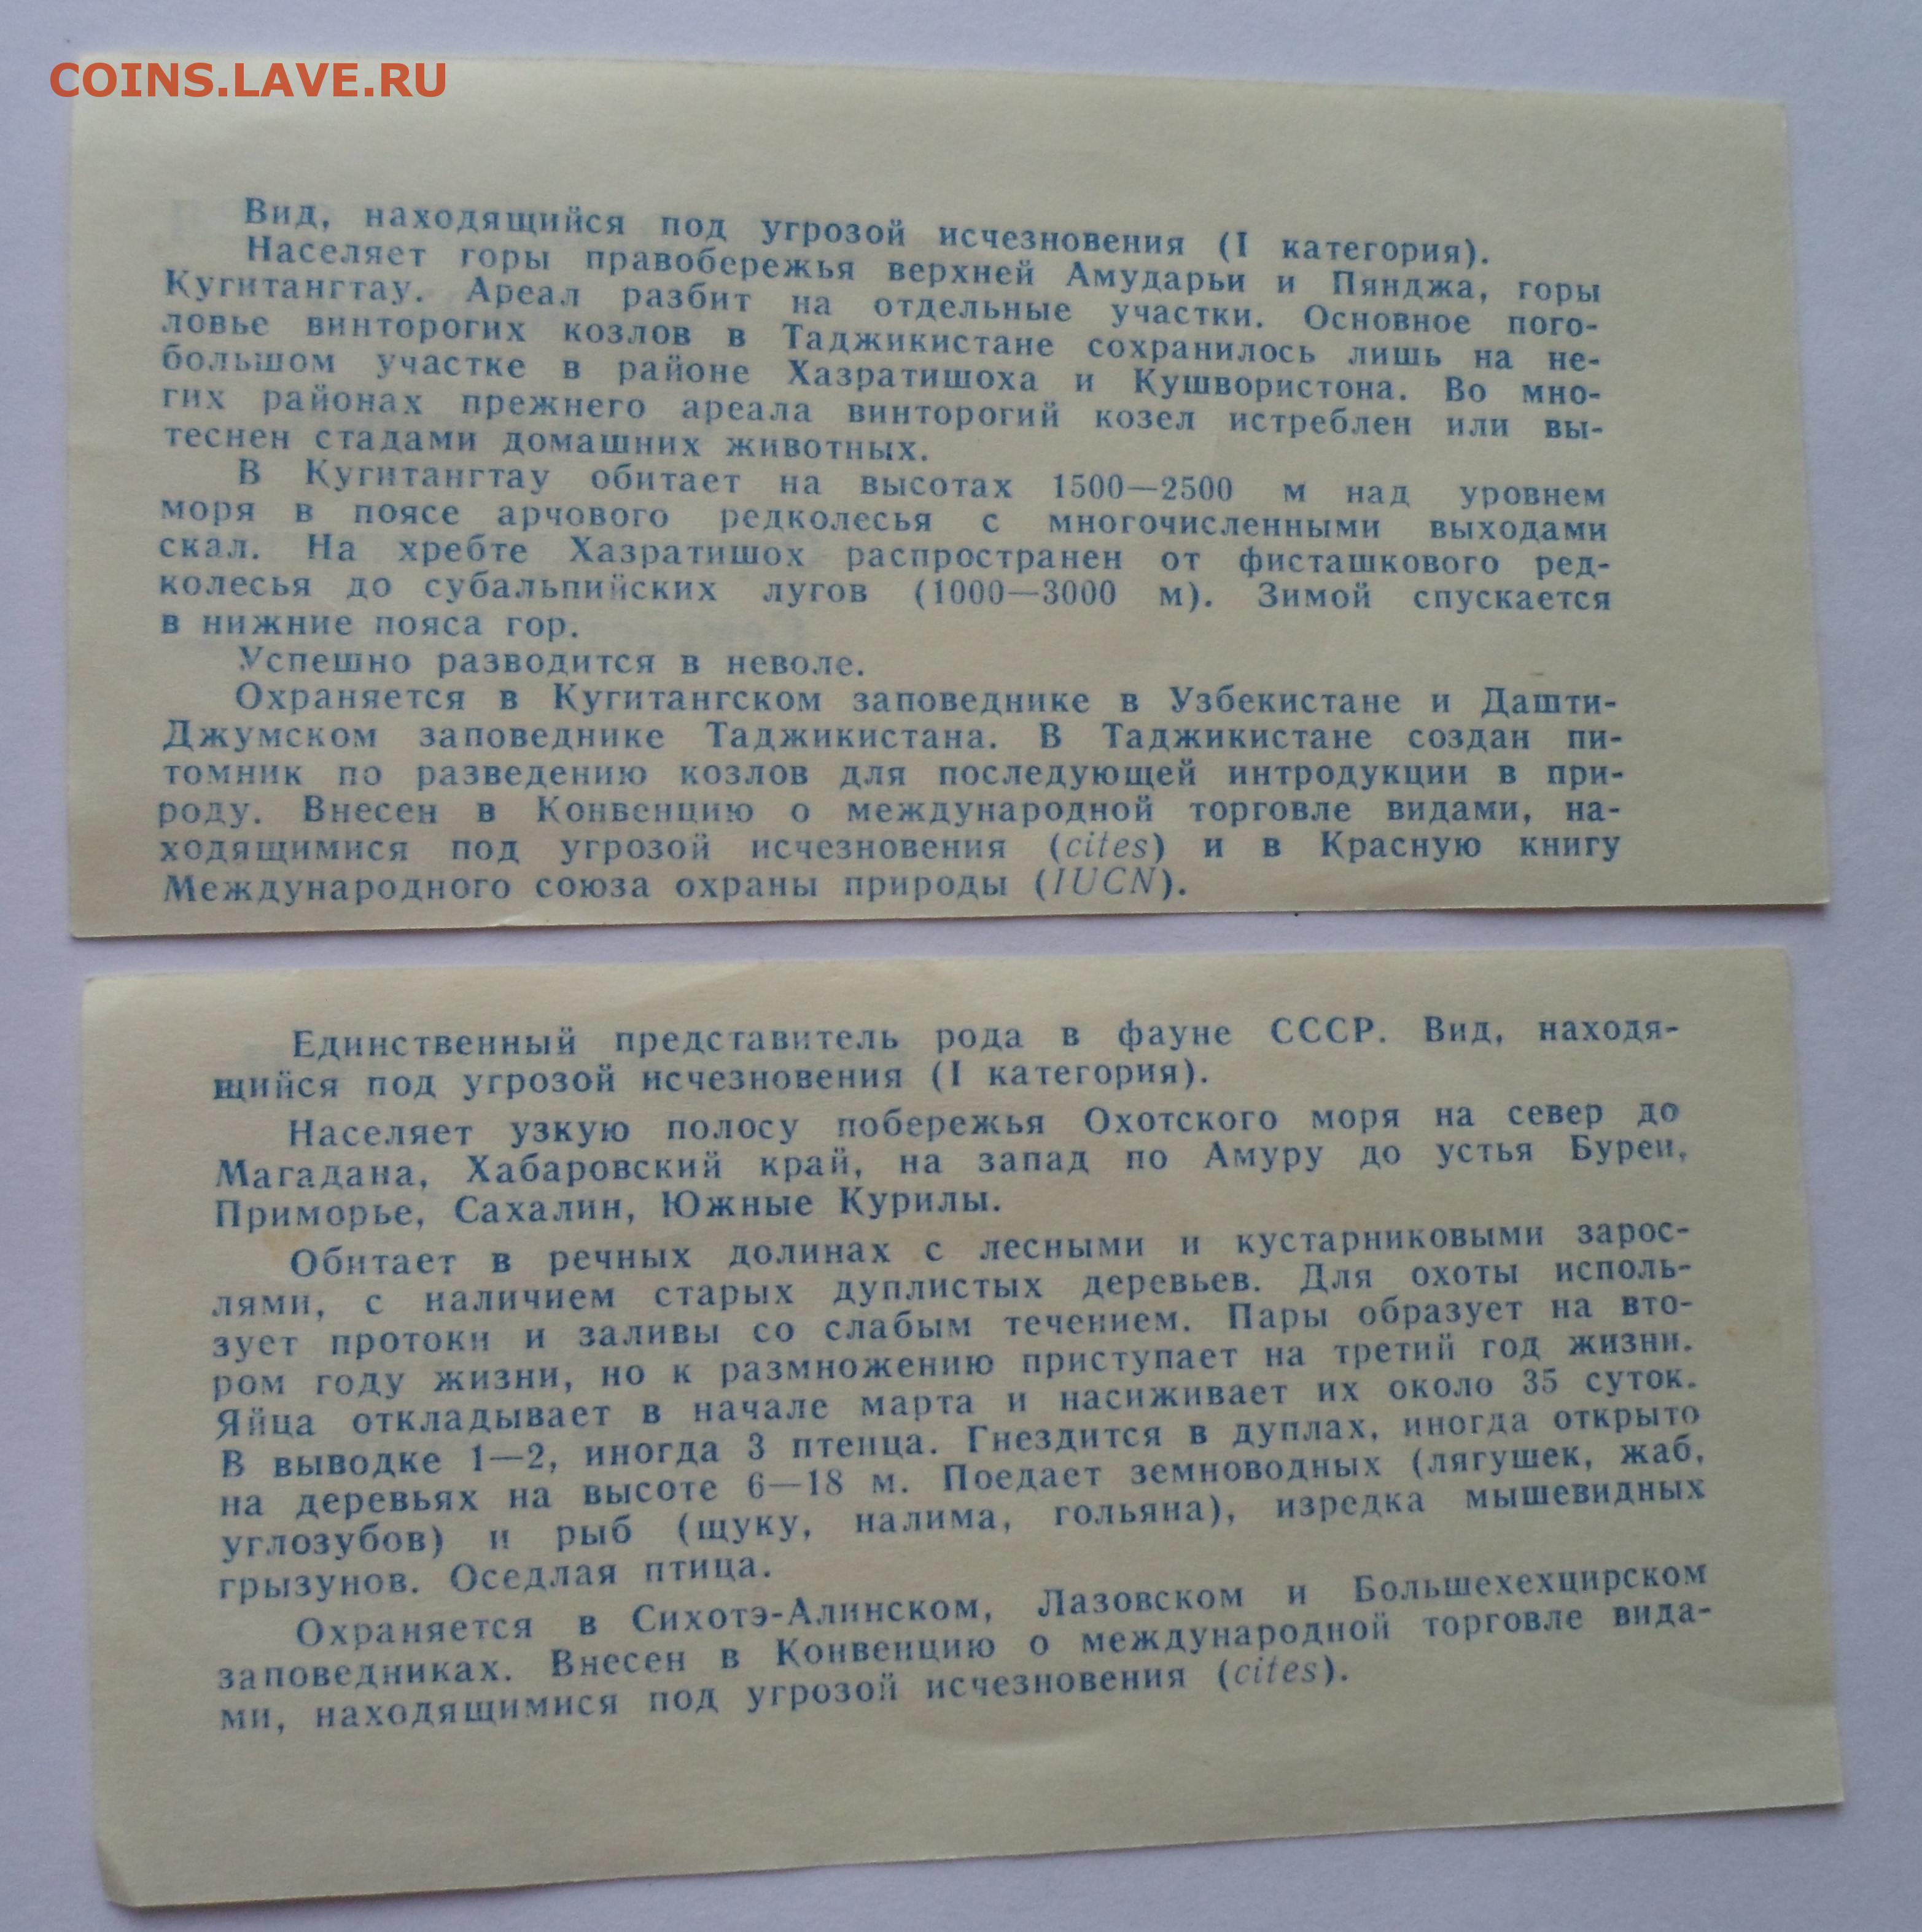 COINS.LAVE.RU
Вид, находящийся под угрозой исчезновения (I категория).
Населяет горы правобережья верхней Амударьи и Пянджа, горы
Кугитангтау. Ареал разбит на отдельные участки. Основное пого-
ловье винторогих козлов в Таджикистане сохранилось лишь на не-
большом участке в районе Хазратишоха и Кушвористона. Во мно-
гих районах прежнего ареала винторогий козел истреблен или вы-
теснен стадами домашних животных.
В Кугитангтау обитает на высотах 1500—2500 м над уровнем
моря в поясе арчового редколесья с многочисленными выходами
скал. На хребте Хазратишох распространен от фисташкового ред-
колесья до субальпийских лугов (1000—3000 м). Зимой спускается
в нижние пояса гор.
Успешно разводится в неволе.
Охраняется в Кугитангском заповеднике в Узбекистане и Дашти-
Джумском заповеднике Таджикистана. В Таджикистане создан пи-
томник по разведению козлов для последующей интродукции в при-
роду. Внесен в Конвенцию о международной торговле видами, на-
ходящимися под угрозой исчезновения (cites) и в Красную книгу
Международного союза охраны природы (IUCN).
Единственный представитель рода в фауне СССР. Вид, находя-
щийся под угрозой исчезновения (I категория).
Населяет узкую полосу побережья Охотского моря на север до
Магадана, Хабаровский край, на запад по Амуру до устья Буреи,
Приморье, Сахалин, Южные Курилы.
Обитает в речных долинах с лесными и кустарниковыми зарос-
лями, с наличием старых дуплистых деревьев. Для охоты исполь-
зует протоки и заливы со слабым течением. Пары образует на вто-
ром году жизни, но к размножению приступает на третий год жизни.
Яйца откладывает в начале марта и насиживает их около 35 суток.
В выводке 1—2, иногда 3 птенца. Гнездится в дуплах, иногда открыто
на деревьях на высоте 6—18 м. Поедает земноводных (лягушек, жаб,
углозубов) и рыб (щуку, налима, гольяна), изредка мышевидных
грызунов. Оседлая птица.
Охраняется в Сихотэ-Алинском, Лазовском и Большехехцирском
заповедниках. Внесен в Конвенцию о международной торговле вида-
ми, находящимися под угрозой исчезновения (cites).